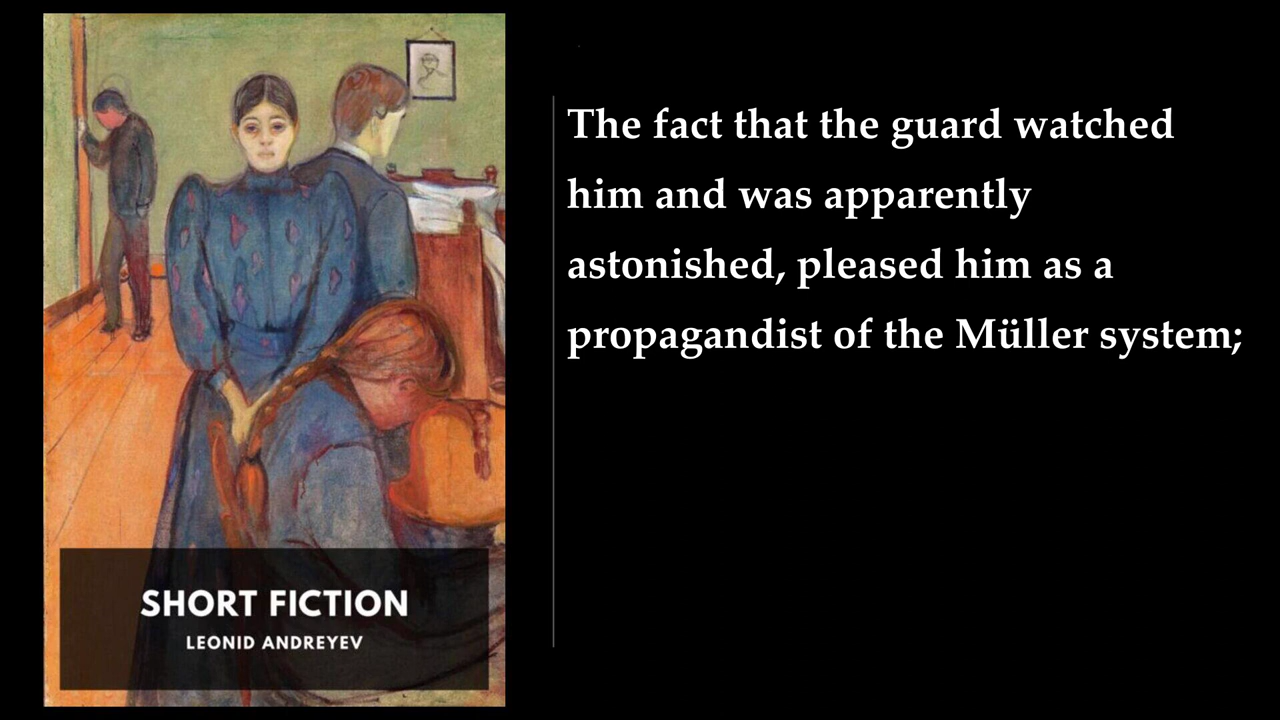 The fact that the guard watched
him and was apparently
astonished, pleased him as a
propagandist of the Müller system;
SHORT FICTION
LEONID ANDREYEV